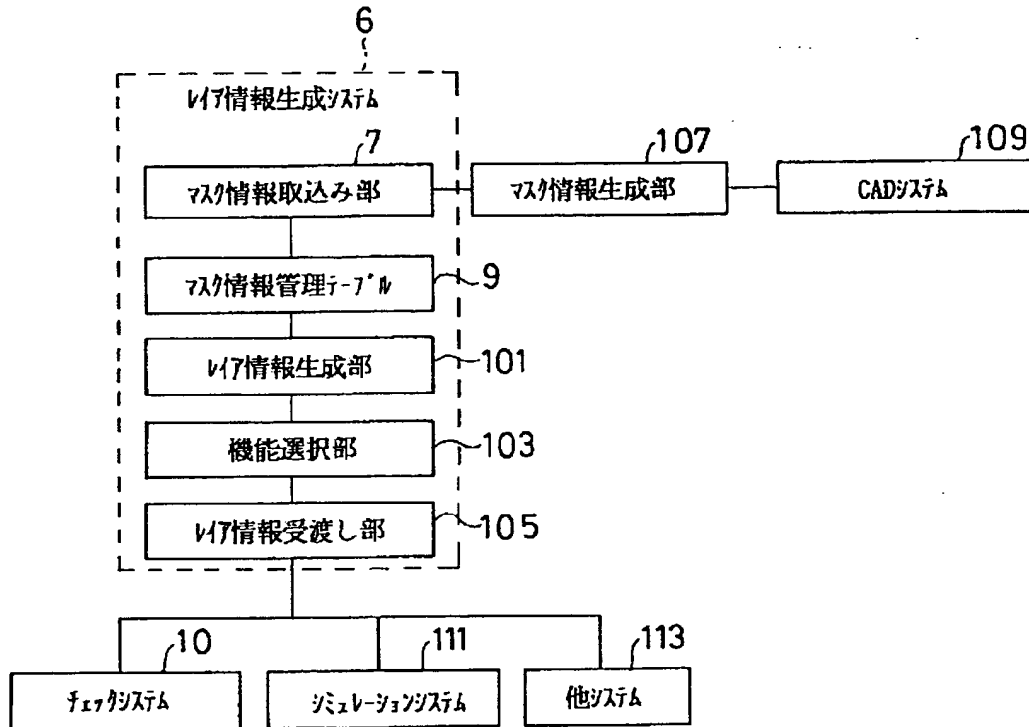 6
レイア情報生成システム
7
107
109
マスク情報取込み部
マスク情報生成部
CADシステム
マスク情報管理テーブル
9
レイア情報生成部
101
機能選択部
103
レイア情報受渡し部
105
10
111
113
チェックシステム
シミュレーションシステム
他システム